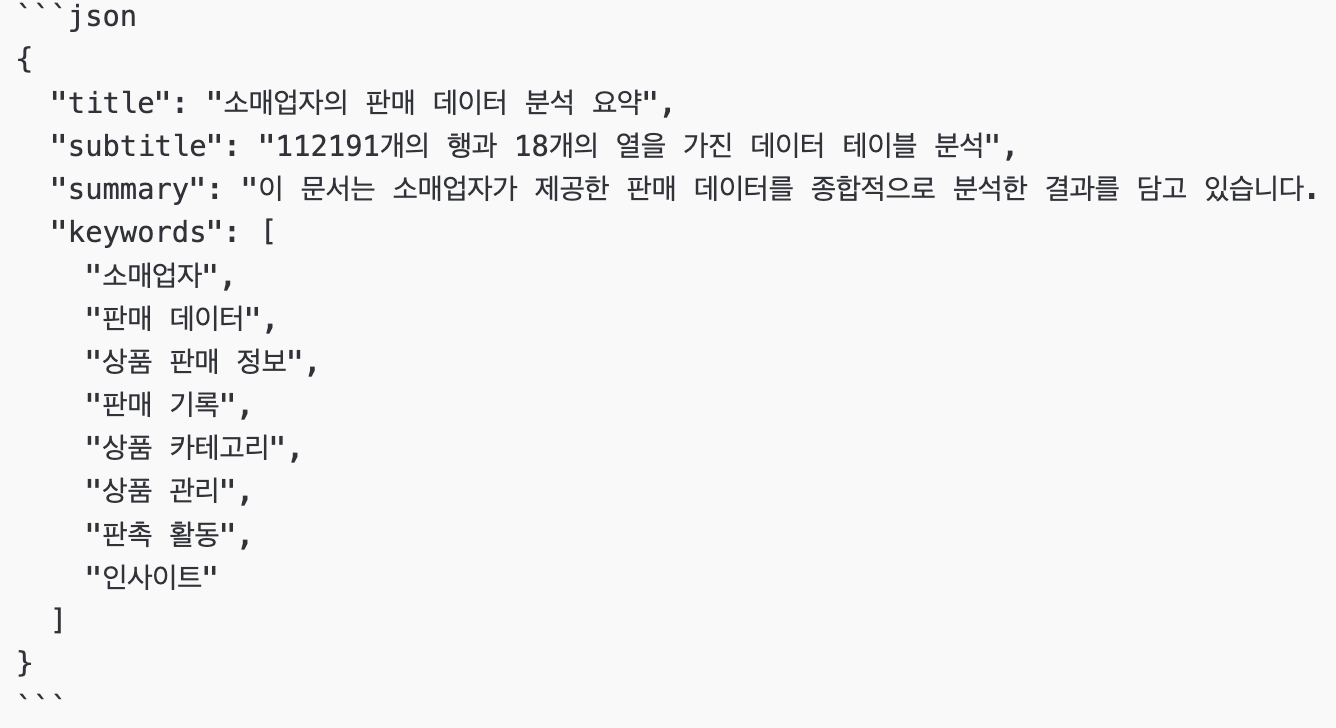 ```json
{
  "title": "소매업자의 판매 데이터 분석 요약",
  "subtitle": "112191개의 행과 18개의 열을 가진 데이터 테이블 분석",
  "summary": "이 문서는 소매업자가 제공한 판매 데이터를 종합적으로 분석한 결과를 담고 있습니다.
  "keywords": [
    "소매업자",
    "판매 데이터",
    "상품 판매 정보",
    "판매 기록",
    "상품 카테고리",
    "상품 관리",
    "판촉 활동",
    "인사이트"
  ]
}
```